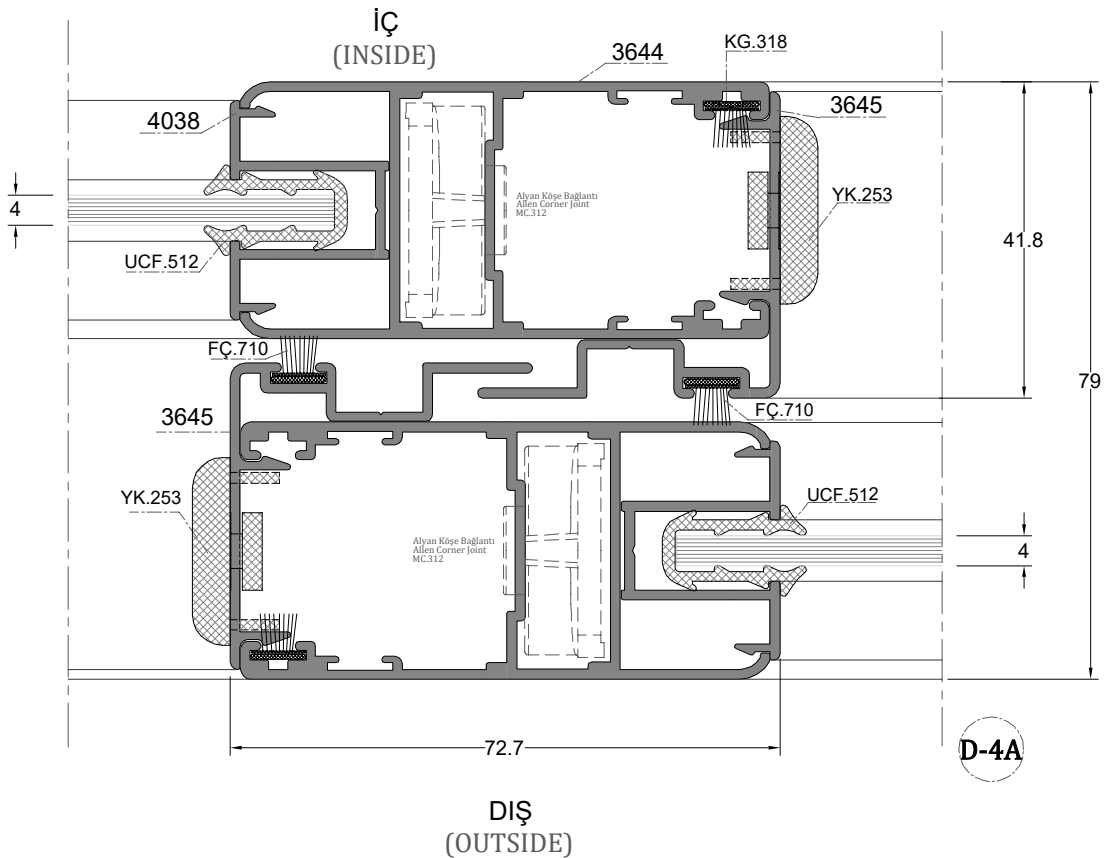 İÇ
(INSIDE)
3644
KG.318
3645
4038
4
Alyan Köşe Bağlantı
Allen Corner Joint
MC.312
YK.253
UCF.512
41.8
FÇ.710
79
FÇ.710
3645
YK.253
UCF.512
Alyan Köşe Bağlantı
Allen Corner Joint
MC.312
4
72.7
D-4A
DIŞ
(OUTSIDE)